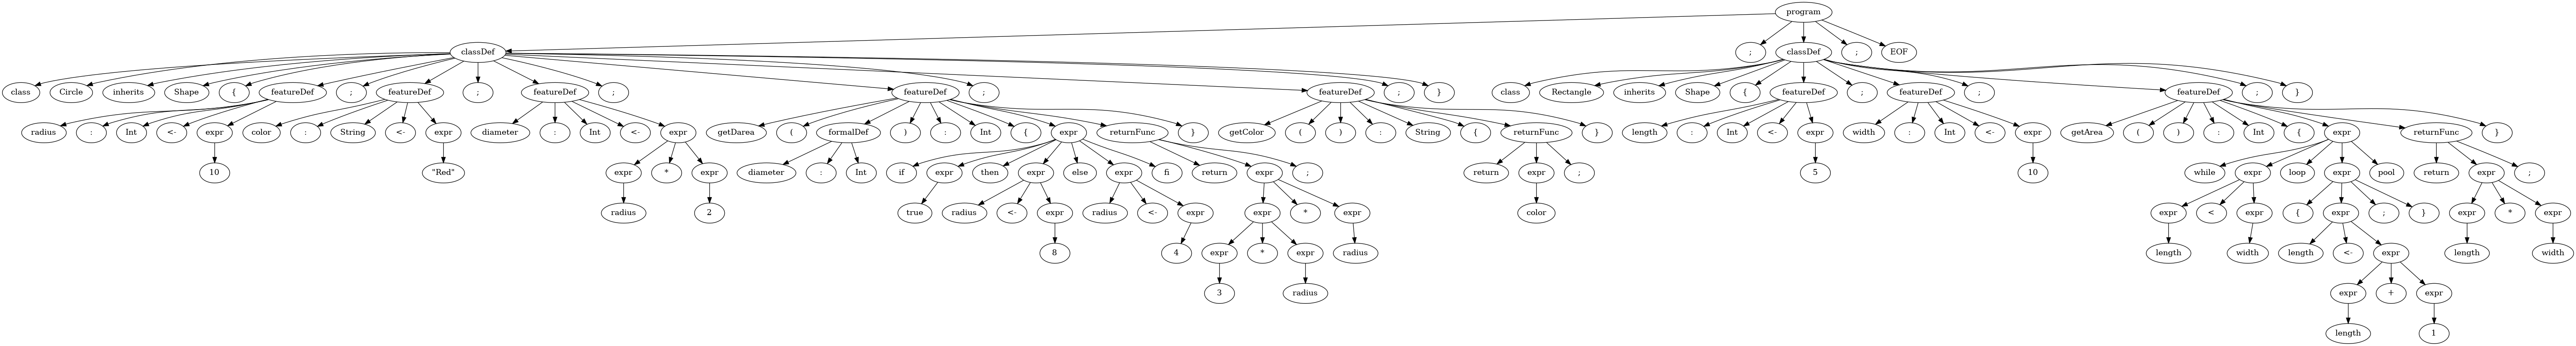 program
classDef ; classDef ; EOF
class Circle inherits Shape { featureDef ; featureDef ; featureDef ; featureDef ; featureDef ; } class Rectangle inherits Shape { featureDef ; featureDef ; featureDef ; }
radius : Int <- expr color : String <- expr diameter : Int <- expr getDarea ( formalDef ) : Int { expr returnFunc } getColor ( ) : String { returnFunc } length : Int <- expr width : Int <- expr getArea ( ) : Int { expr returnFunc }
10 "Red" expr * expr diameter : Int if expr then expr else expr fi return expr ; return expr ; 5 10 while expr loop expr pool return expr ;
radius 2 true radius <- expr radius <- expr expr * expr color expr < expr { expr ; } expr * expr
8 4 expr * expr radius length width length <- expr length width
3 radius expr + expr
length 1